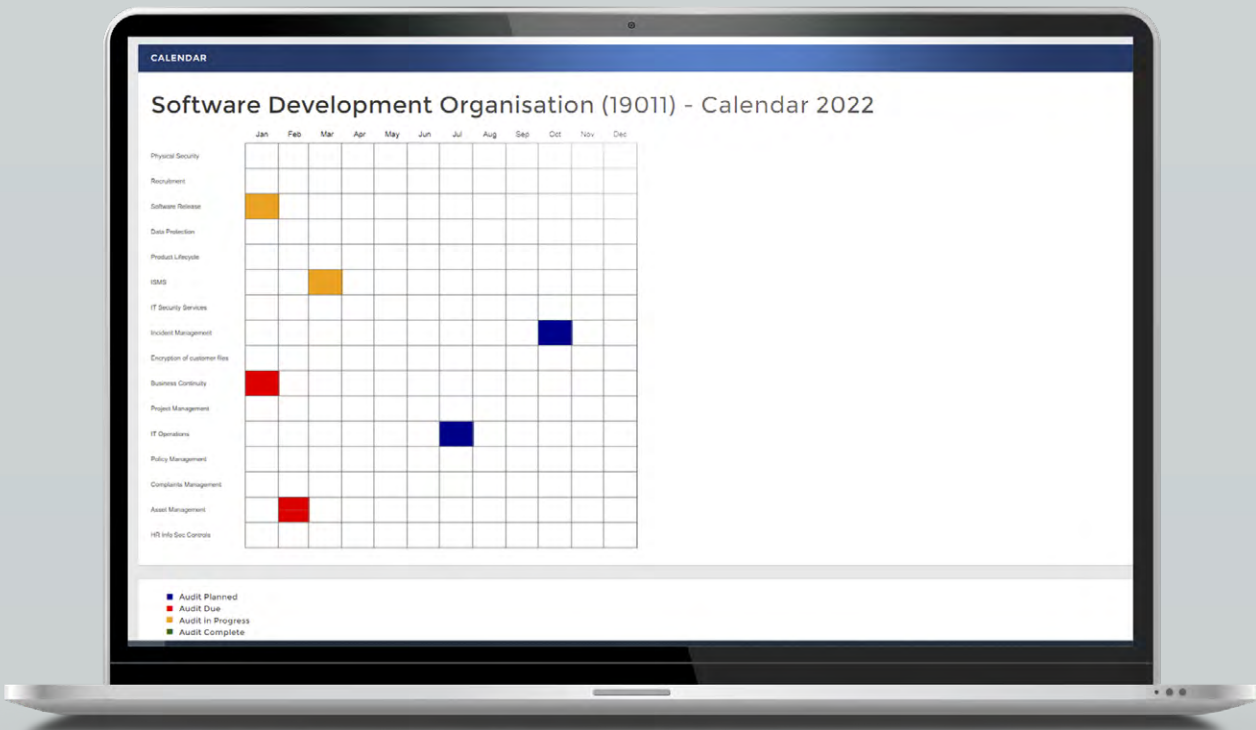 CALENDAR
Software Development Organisation (19011) - Calendar 2022
Jan Feb Mar Apr May Jun Jul Aug Sep Oct Nov Dec
Physical Security
Recruitment
Software Release
Data Protection
Product Lifecycle
ISMS
IT Security Services
Incident Management
Encryption of customer files
Business Continuity
Project Management
IT Operations
Policy Management
Complaints Management
Asset Management
HR Info Sec Controls
Audit Planned
Audit Due
Audit in Progress
Audit Complete